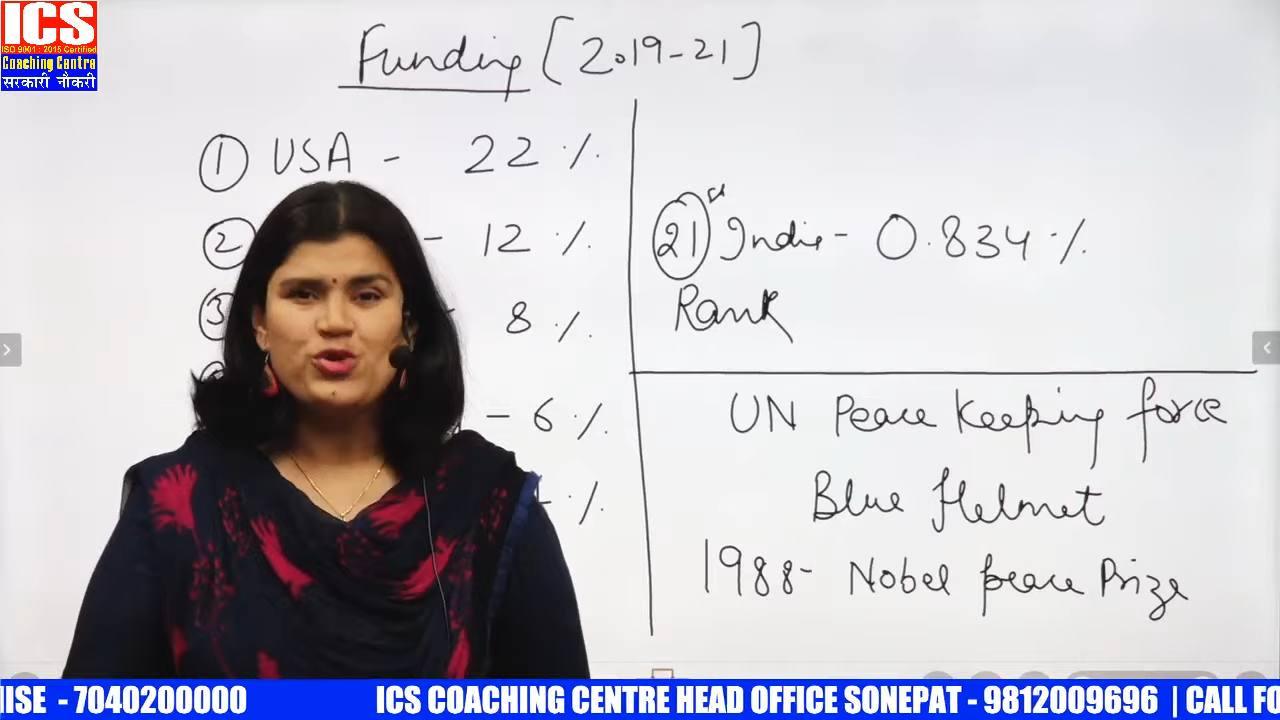 ICS
ISO 9001 : 2015 Certified
Coaching Centre
सरकारी नौकरी
Funding [2019-21]
① USA - 22 %
② - 12 %
③ 8 %
- 6 %
%
21st India - 0.834 %
Rank
UN Peace Keeping force
Blue Helmet
1988- Nobel peace Prize
ISE - 7040200000 ICS COACHING CENTRE HEAD OFFICE SONEPAT - 9812009696 | CALL FO